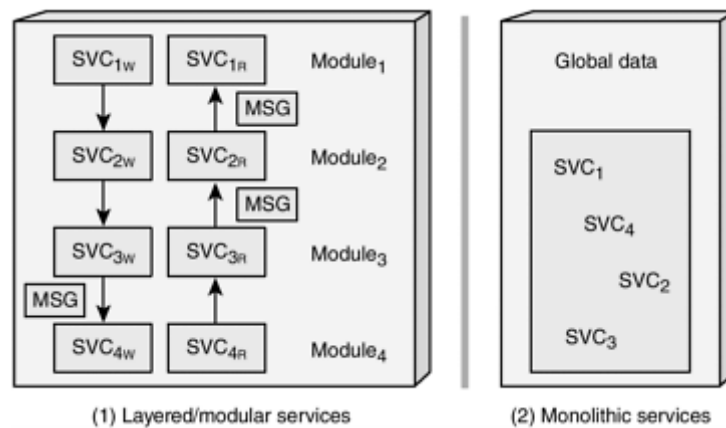 SVC1W SVC1R Module1
MSG
SVC2W SVC2R Module2
MSG
SVC3W SVC3R Module3
MSG
SVC4W SVC4R Module4
(1) Layered/modular services
Global data
SVC1
SVC4
SVC2
SVC3
(2) Monolithic services